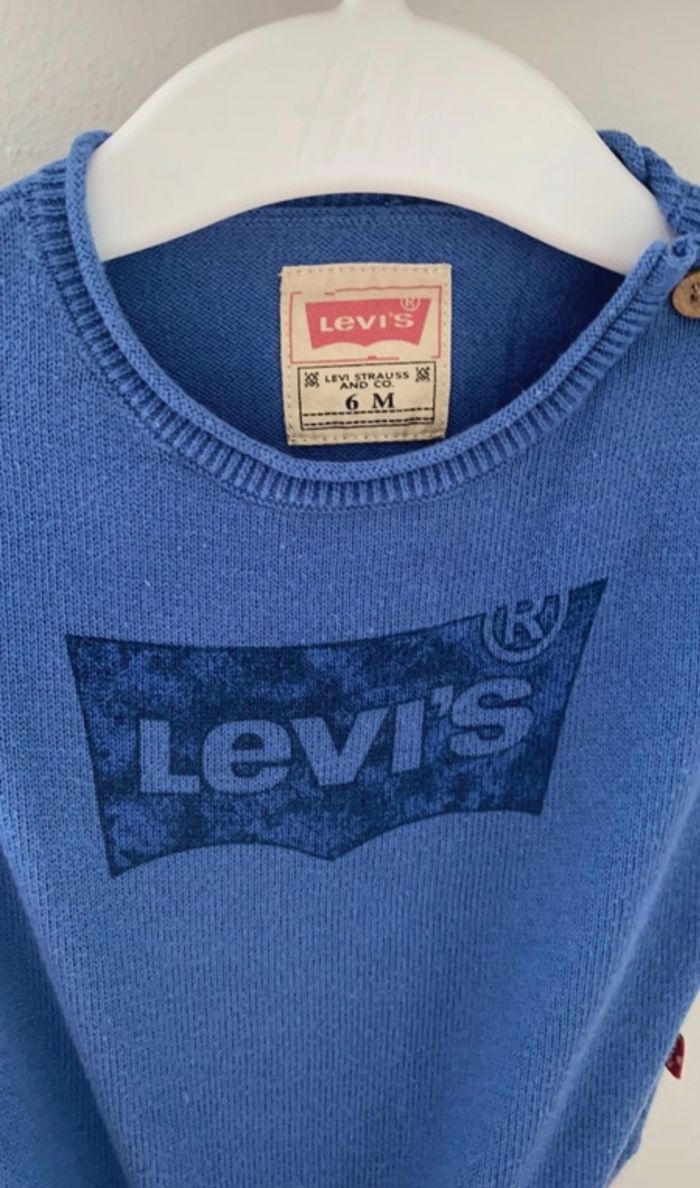 H&M
LEVI'S®
LEVI STRAUSS
AND CO.
6 M
LEVI'S®